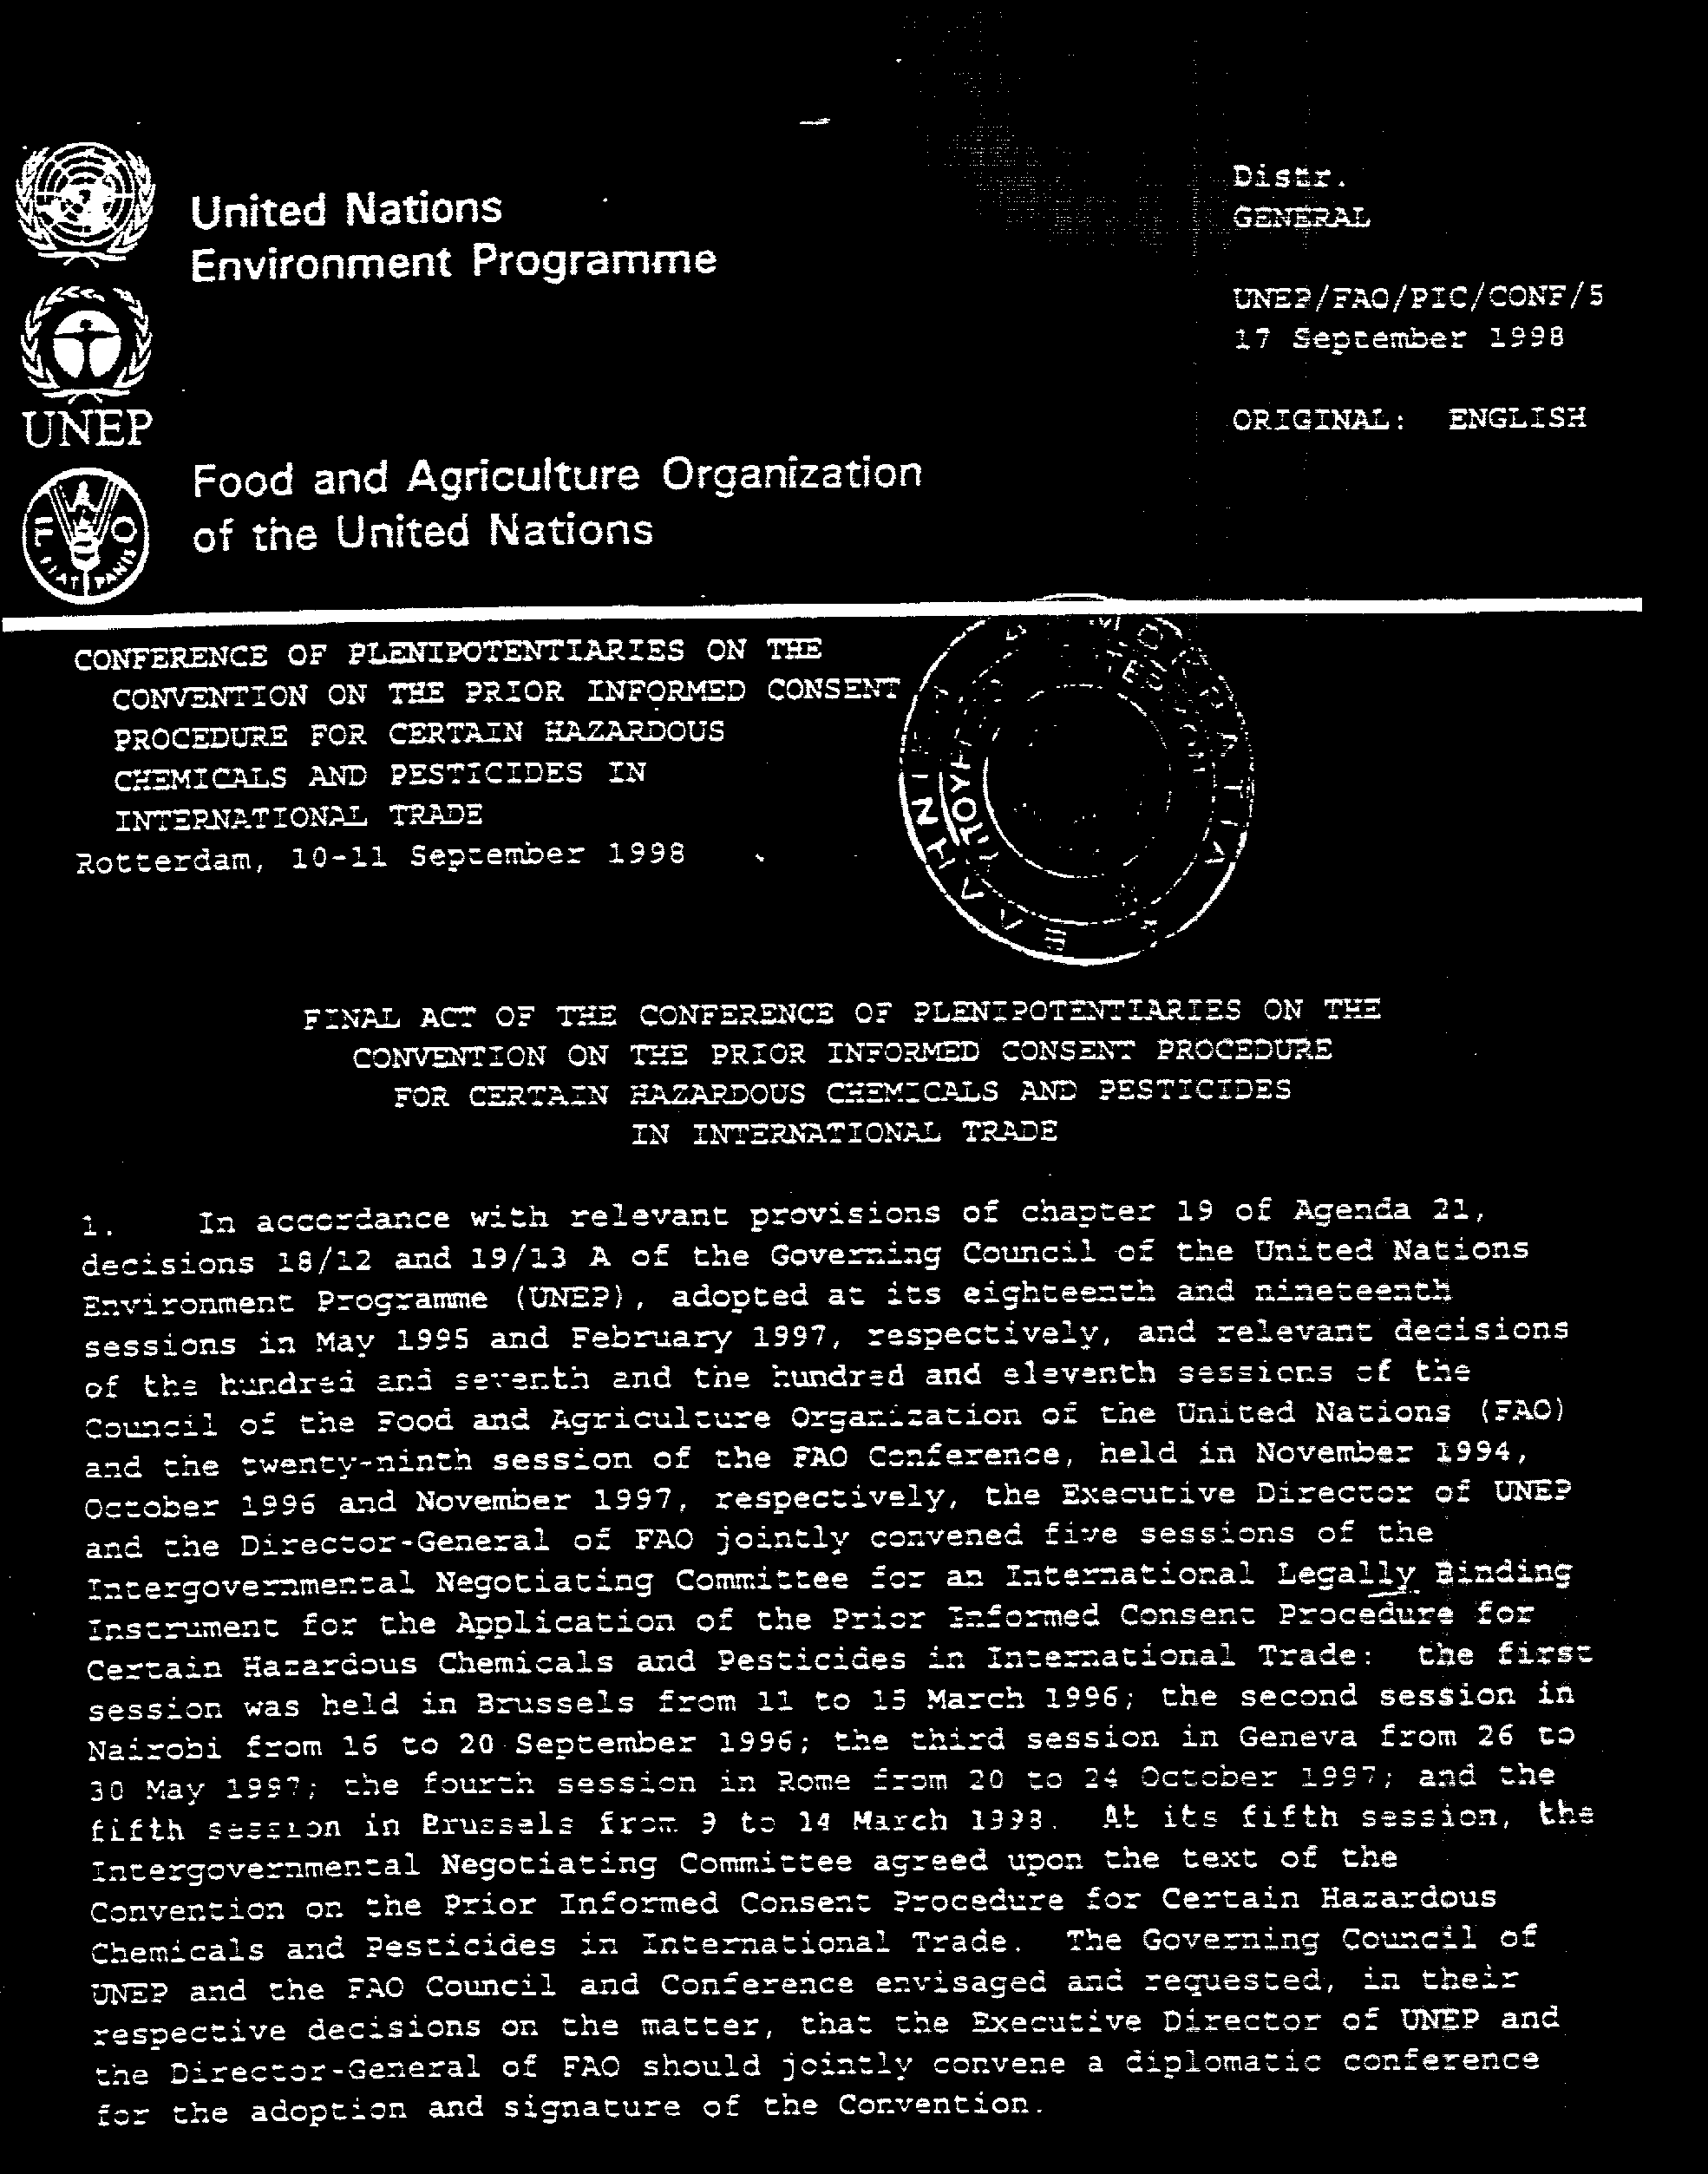 United Nations
Environment Programme
Distr.
GENERAL
UNEP/FAO/PIC/CONF/5
17 September 1998
ORIGINAL: ENGLISH
UNEP
F A O
FIAT PANIS
Food and Agriculture Organization
of the United Nations
CONFERENCE OF PLENIPOTENTIARIES ON THE
CONVENTION ON THE PRIOR INFORMED CONSENT
PROCEDURE FOR CERTAIN HAZARDOUS
CHEMICALS AND PESTICIDES IN
INTERNATIONAL TRADE
Rotterdam, 10-11 September 1998
FINAL ACT OF THE CONFERENCE OF PLENIPOTENTIARIES ON THE
CONVENTION ON THE PRIOR INFORMED CONSENT PROCEDURE
FOR CERTAIN HAZARDOUS CHEMICALS AND PESTICIDES
IN INTERNATIONAL TRADE
1. In accordance with relevant provisions of chapter 19 of Agenda 21,
decisions 18/12 and 19/13 A of the Governing Council of the United Nations
Environment Programme (UNEP), adopted at its eighteenth and nineteenth
sessions in May 1995 and February 1997, respectively, and relevant decisions
of the hundred and seventh and the hundred and eleventh sessions of the
Council of the Food and Agriculture Organization of the United Nations (FAO)
and the twenty-ninth session of the FAO Conference, held in November 1994,
October 1996 and November 1997, respectively, the Executive Director of UNEP
and the Director-General of FAO jointly convened five sessions of the
Intergovernmental Negotiating Committee for an International Legally Binding
Instrument for the Application of the Prior Informed Consent Procedure for
Certain Hazardous Chemicals and Pesticides in International Trade: the first
session was held in Brussels from 11 to 15 March 1996; the second session in
Nairobi from 16 to 20 September 1996; the third session in Geneva from 26 to
30 May 1997; the fourth session in Rome from 20 to 24 October 1997; and the
fifth session in Brussels from 9 to 14 March 1998. At its fifth session, the
Intergovernmental Negotiating Committee agreed upon the text of the
Convention on the Prior Informed Consent Procedure for Certain Hazardous
Chemicals and Pesticides in International Trade. The Governing Council of
UNEP and the FAO Council and Conference envisaged and requested, in their
respective decisions on the matter, that the Executive Director of UNEP and
the Director-General of FAO should jointly convene a diplomatic conference
for the adoption and signature of the Convention.